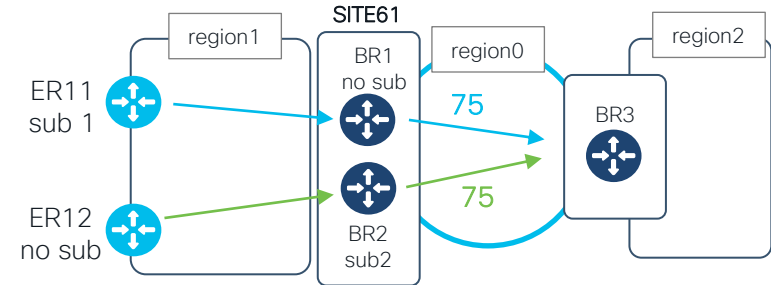 SITE61
region1
region0
region2
BR1
no sub
ER11
sub 1
75
BR3
ER12
no sub
75
BR2
sub2